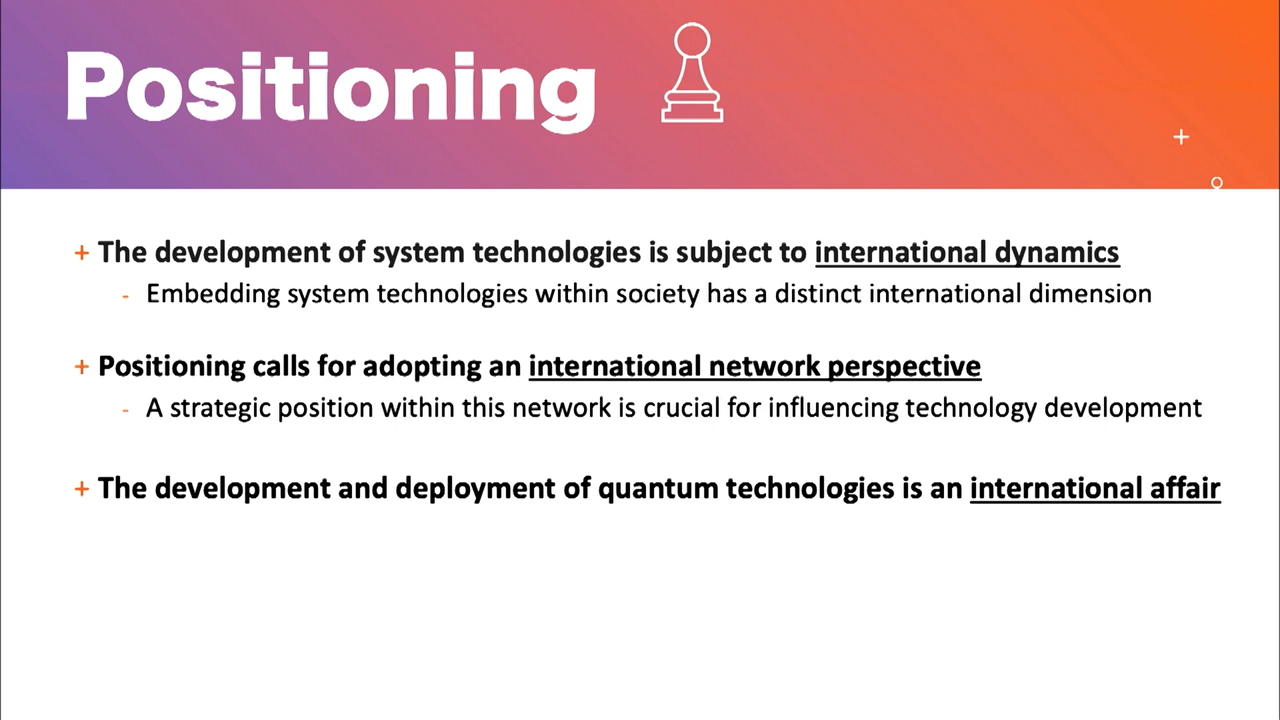 Positioning
+ The development of system technologies is subject to international dynamics
- Embedding system technologies within society has a distinct international dimension
+ Positioning calls for adopting an international network perspective
- A strategic position within this network is crucial for influencing technology development
+ The development and deployment of quantum technologies is an international affair